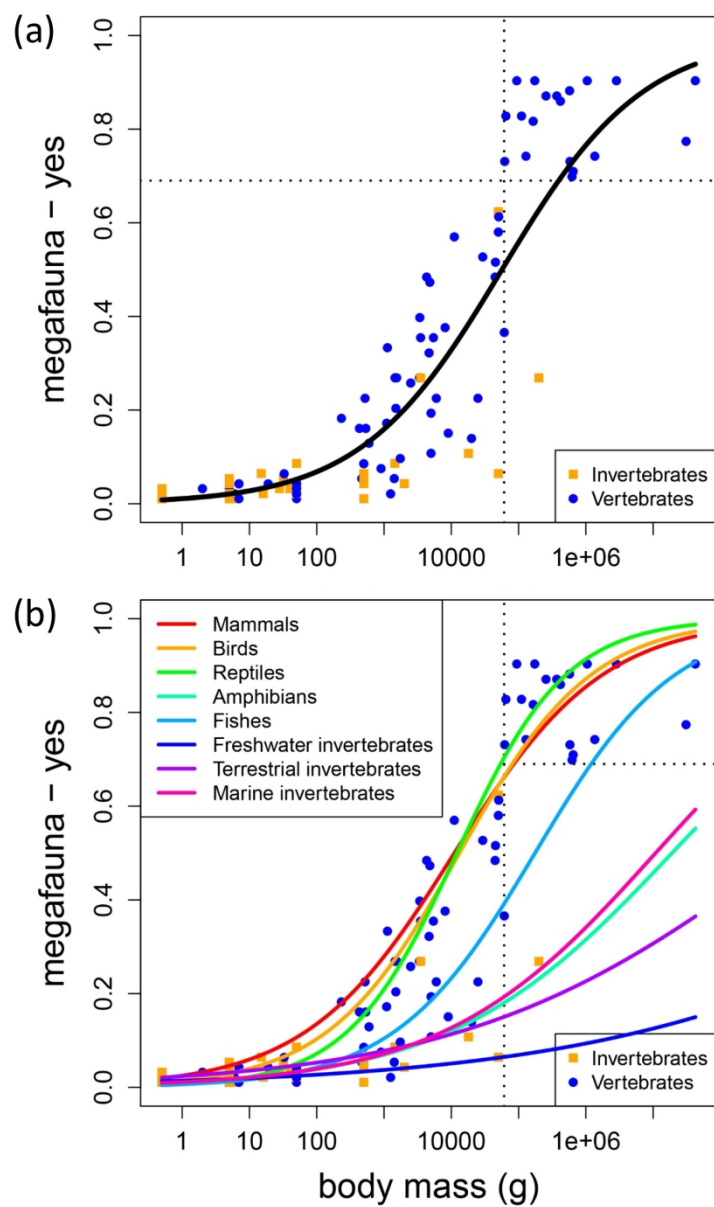 (a)
megafauna – yes
1.0
0.8
0.6
0.4
0.2
0.0
Invertebrates
Vertebrates
1
100
10000
1e+06
(b)
megafauna – yes
1.0
0.8
0.6
0.4
0.2
0.0
Mammals
Birds
Reptiles
Amphibians
Fishes
Freshwater invertebrates
Terrestrial invertebrates
Marine invertebrates
Invertebrates
Vertebrates
1
100
10000
1e+06
body mass (g)